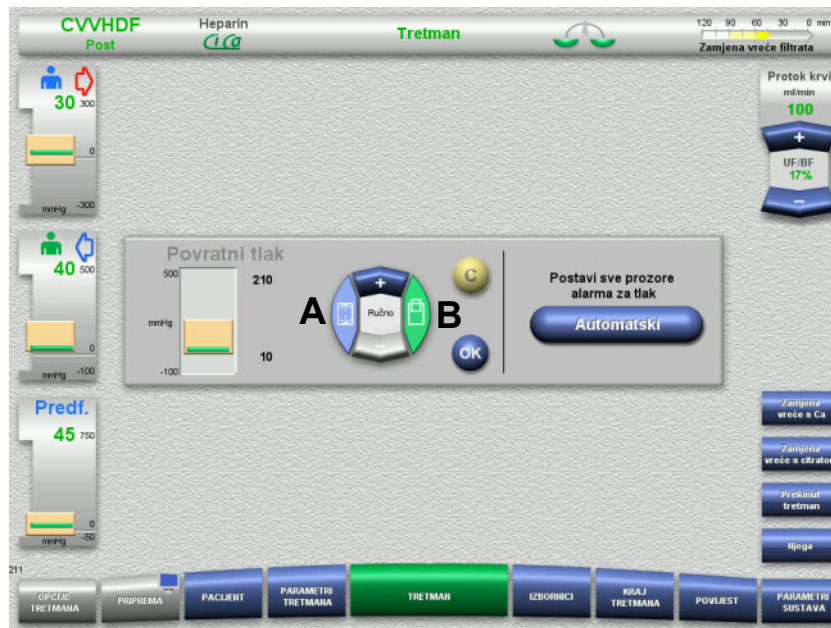 CVVHDF
Post
Heparin
CiCa
Tretman
120 90 60 30 0 min
Zamjena vreće filtrata
30
300
0
mmHg -300
40
500
0
mmHg -100
Predf.
45
750
0
mmHg -50
Protok krvi
ml/min
100
+
UF/BF
17%
−
Povratni tlak
500
210
mmHg
10
-100
A
+
Ručno
−
B
C
OK
Postavi sve prozore
alarma za tlak
Automatski
Zamjena
vreće s Ca
Zamjena
vreće s citratom
Prekinut
tretman
Njega
211
OPCIJE
TRETMANA
PRIPREMA
PACIJENT
PARAMETRI
TRETMANA
TRETMAN
IZBORNICI
KRAJ
TRETMANA
POVIJEST
PARAMETRI
SUSTAVA